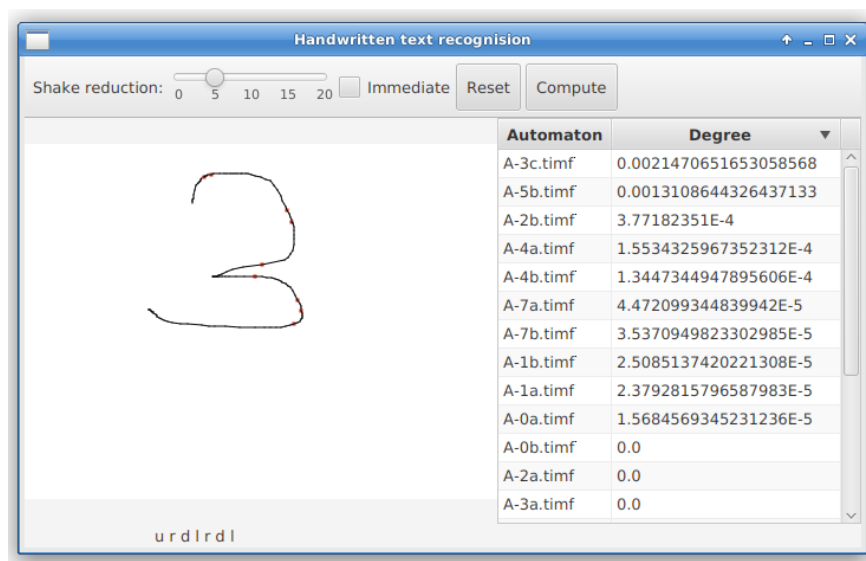 Handwritten text recognision
Shake reduction: 0 5 10 15 20 Immediate Reset Compute
3
Automaton Degree
A-3c.timf 0.0021470651653058568
A-5b.timf 0.0013108644326437133
A-2b.timf 3.77182351E-4
A-4a.timf 1.5534325967352312E-4
A-4b.timf 1.3447344947895606E-4
A-7a.timf 4.472099344839942E-5
A-7b.timf 3.5370949823302985E-5
A-1b.timf 2.5085137420221308E-5
A-1a.timf 2.3792815796587983E-5
A-0a.timf 1.5684569345231236E-5
A-0b.timf 0.0
A-2a.timf 0.0
A-3a.timf 0.0
u r d l r d l